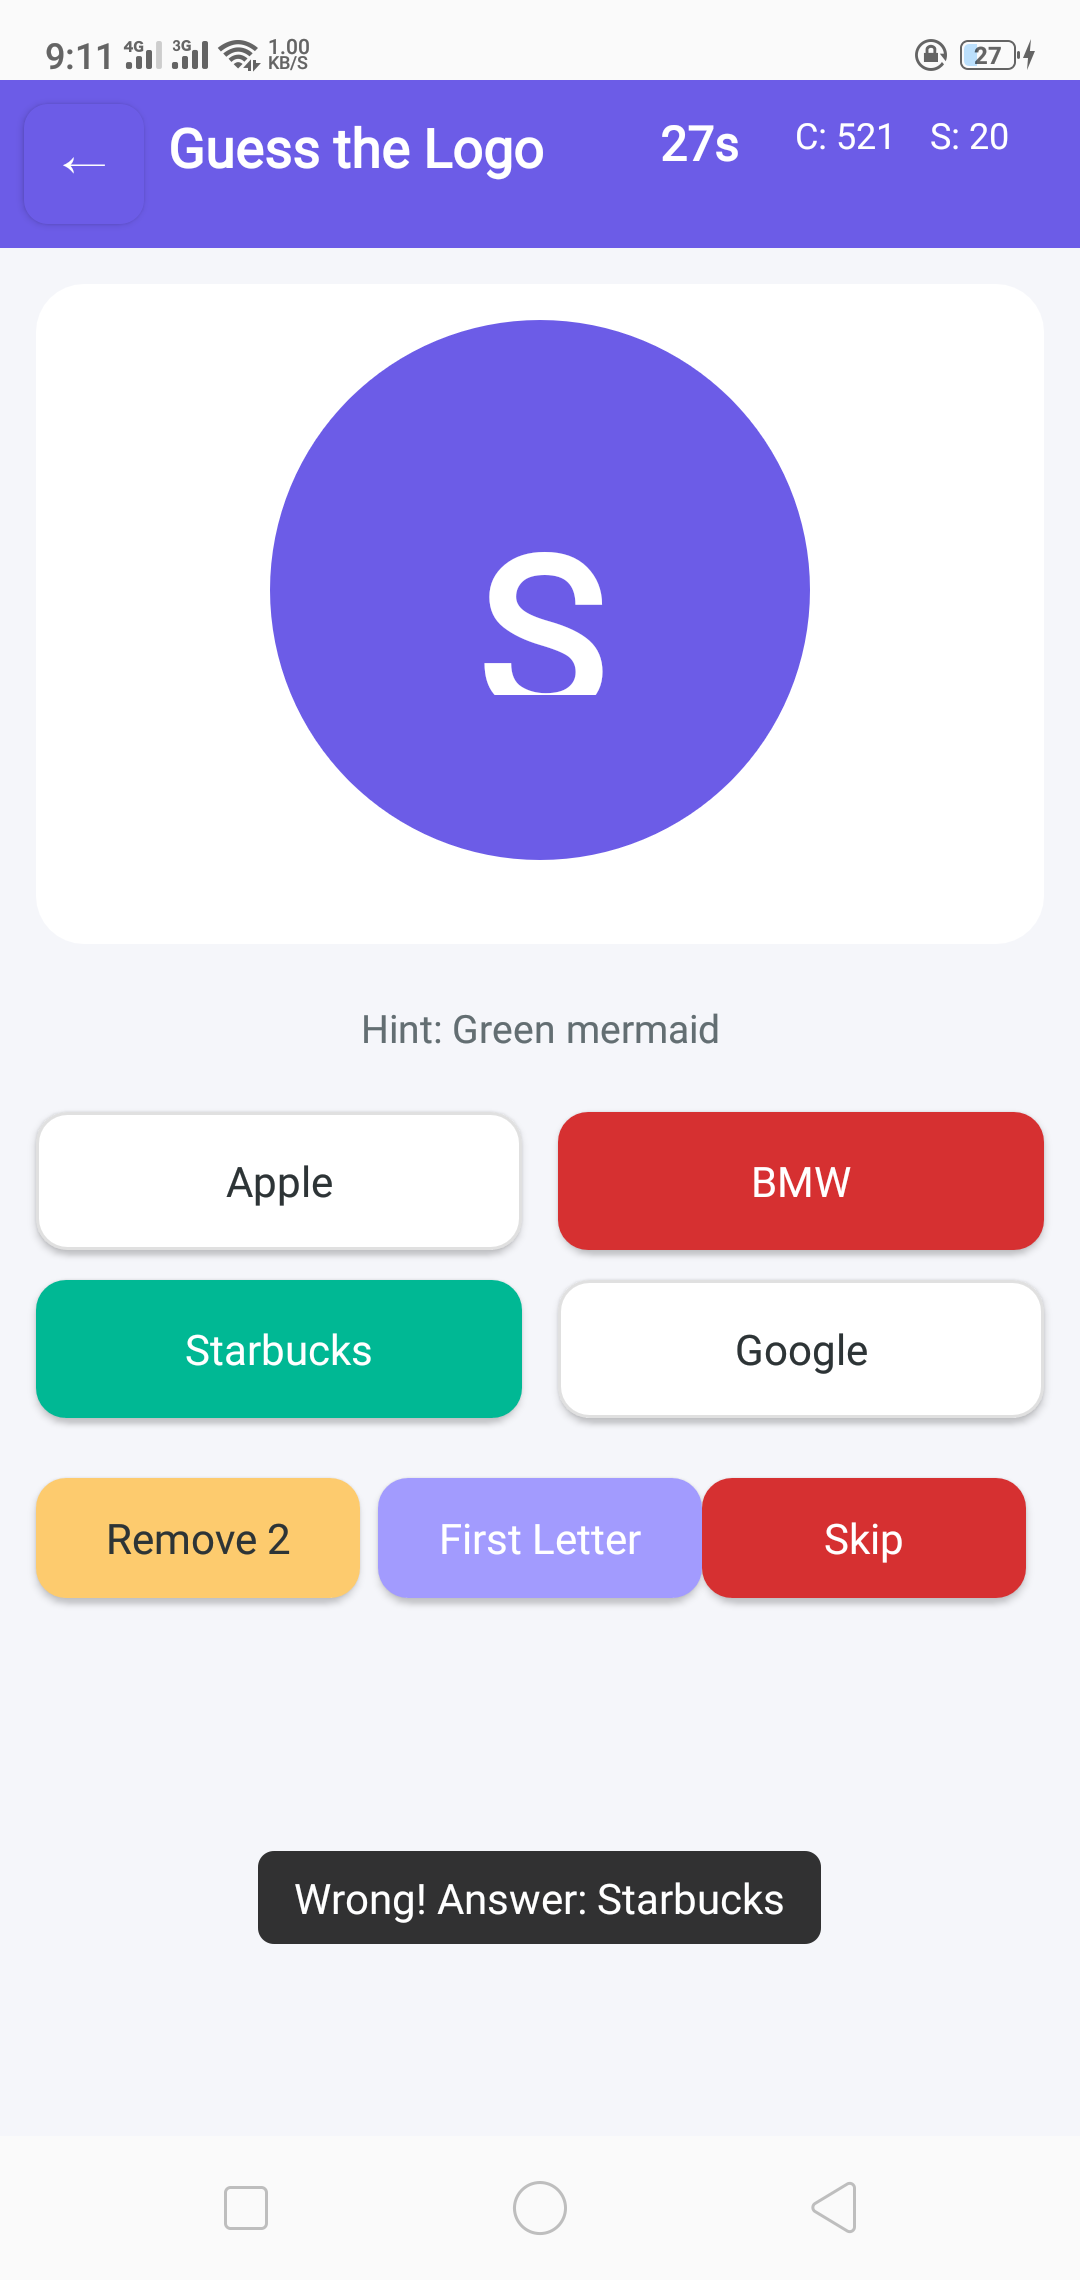 9:11 4G 3G 1.00 KB/S 27
← Guess the Logo 27s C: 521 S: 20
S
Hint: Green mermaid
Apple BMW
Starbucks Google
Remove 2 First Letter Skip
Wrong! Answer: Starbucks